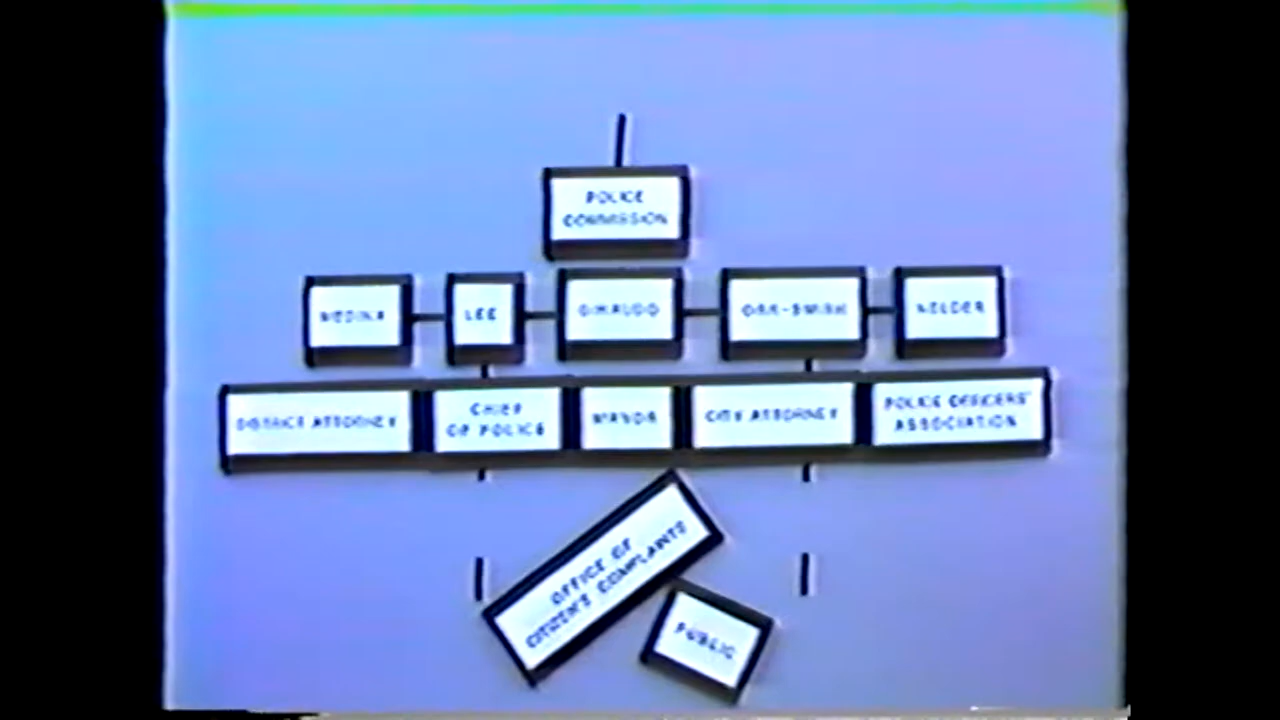 POLICE
COMMISSION
MEDINA
LEE
GIRAUDO
ORR-SMITH
NELDER
DISTRICT ATTORNEY
CHIEF
OF POLICE
MAYOR
CITY ATTORNEY
POLICE OFFICERS'
ASSOCIATION
OFFICE OF
CITIZEN'S COMPLAINTS
PUBLIC